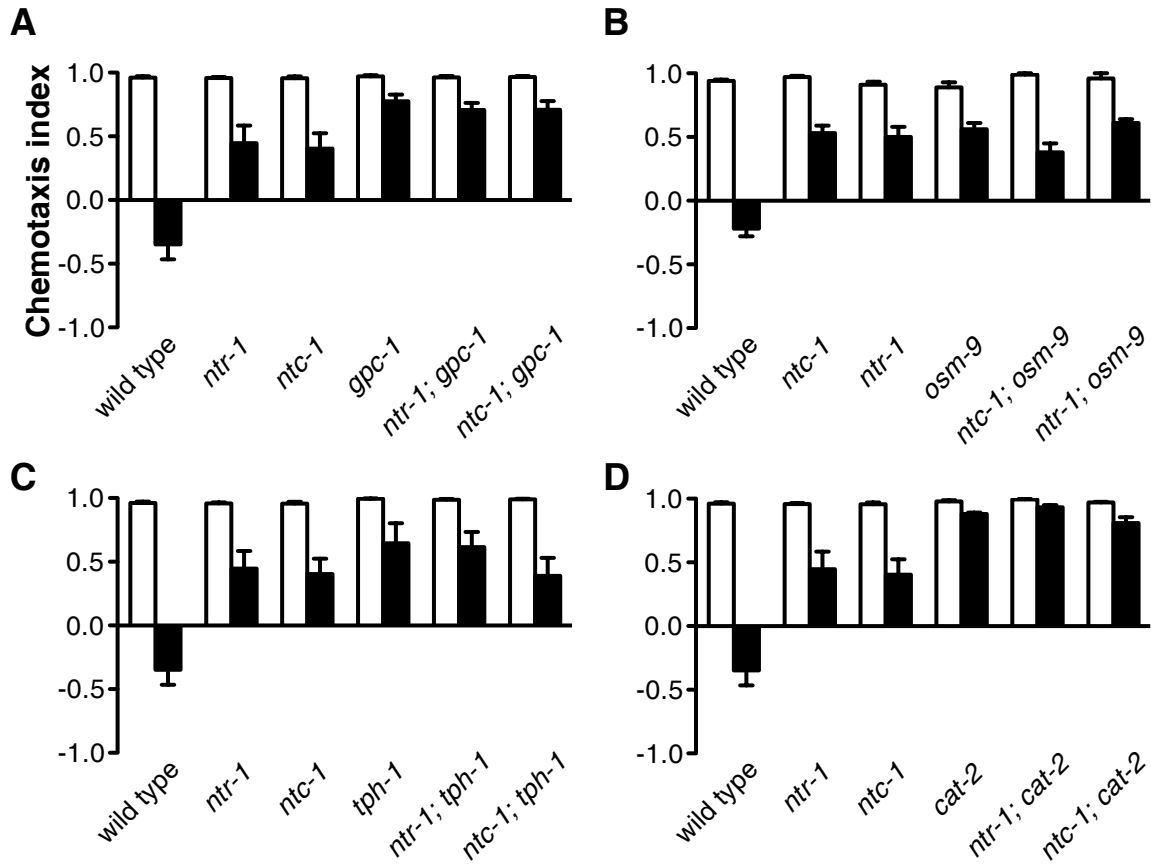 A
Chemotaxis index
1.0
0.5
0.0
-0.5
-1.0
wild type
ntr-1
ntc-1
gpc-1
ntr-1; gpc-1
ntc-1; gpc-1
B
1.0
0.5
0.0
-0.5
-1.0
wild type
ntc-1
ntr-1
osm-9
ntc-1; osm-9
ntr-1; osm-9
C
1.0
0.5
0.0
-0.5
-1.0
wild type
ntr-1
ntc-1
tph-1
ntr-1; tph-1
ntc-1; tph-1
D
1.0
0.5
0.0
-0.5
-1.0
wild type
ntr-1
ntc-1
cat-2
ntr-1; cat-2
ntc-1; cat-2